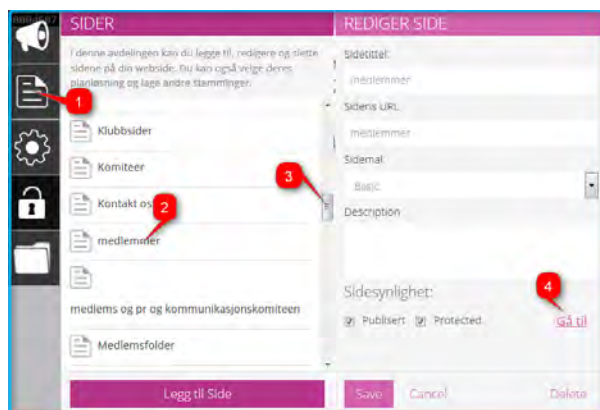 SIDER
I denne avdelingen kan du legge til, redigere og slette
sidene på din webside. Du kan også velge deres
planløsning og lage andre stemninger.
Klubbsider
Komiteer
Kontakt os
medlemmer
medlems og pr og kommunikasjonskomiteen
Medlemsfolder
Legg til Side
1
2
3
REDIGER SIDE
Sidetittel:
medlemmer
Sidens URL
medlemmer
Sidemal
Basic
Description
Sidesynlighet:
4
Publisert Protected Gå til
Save Cancel Delete